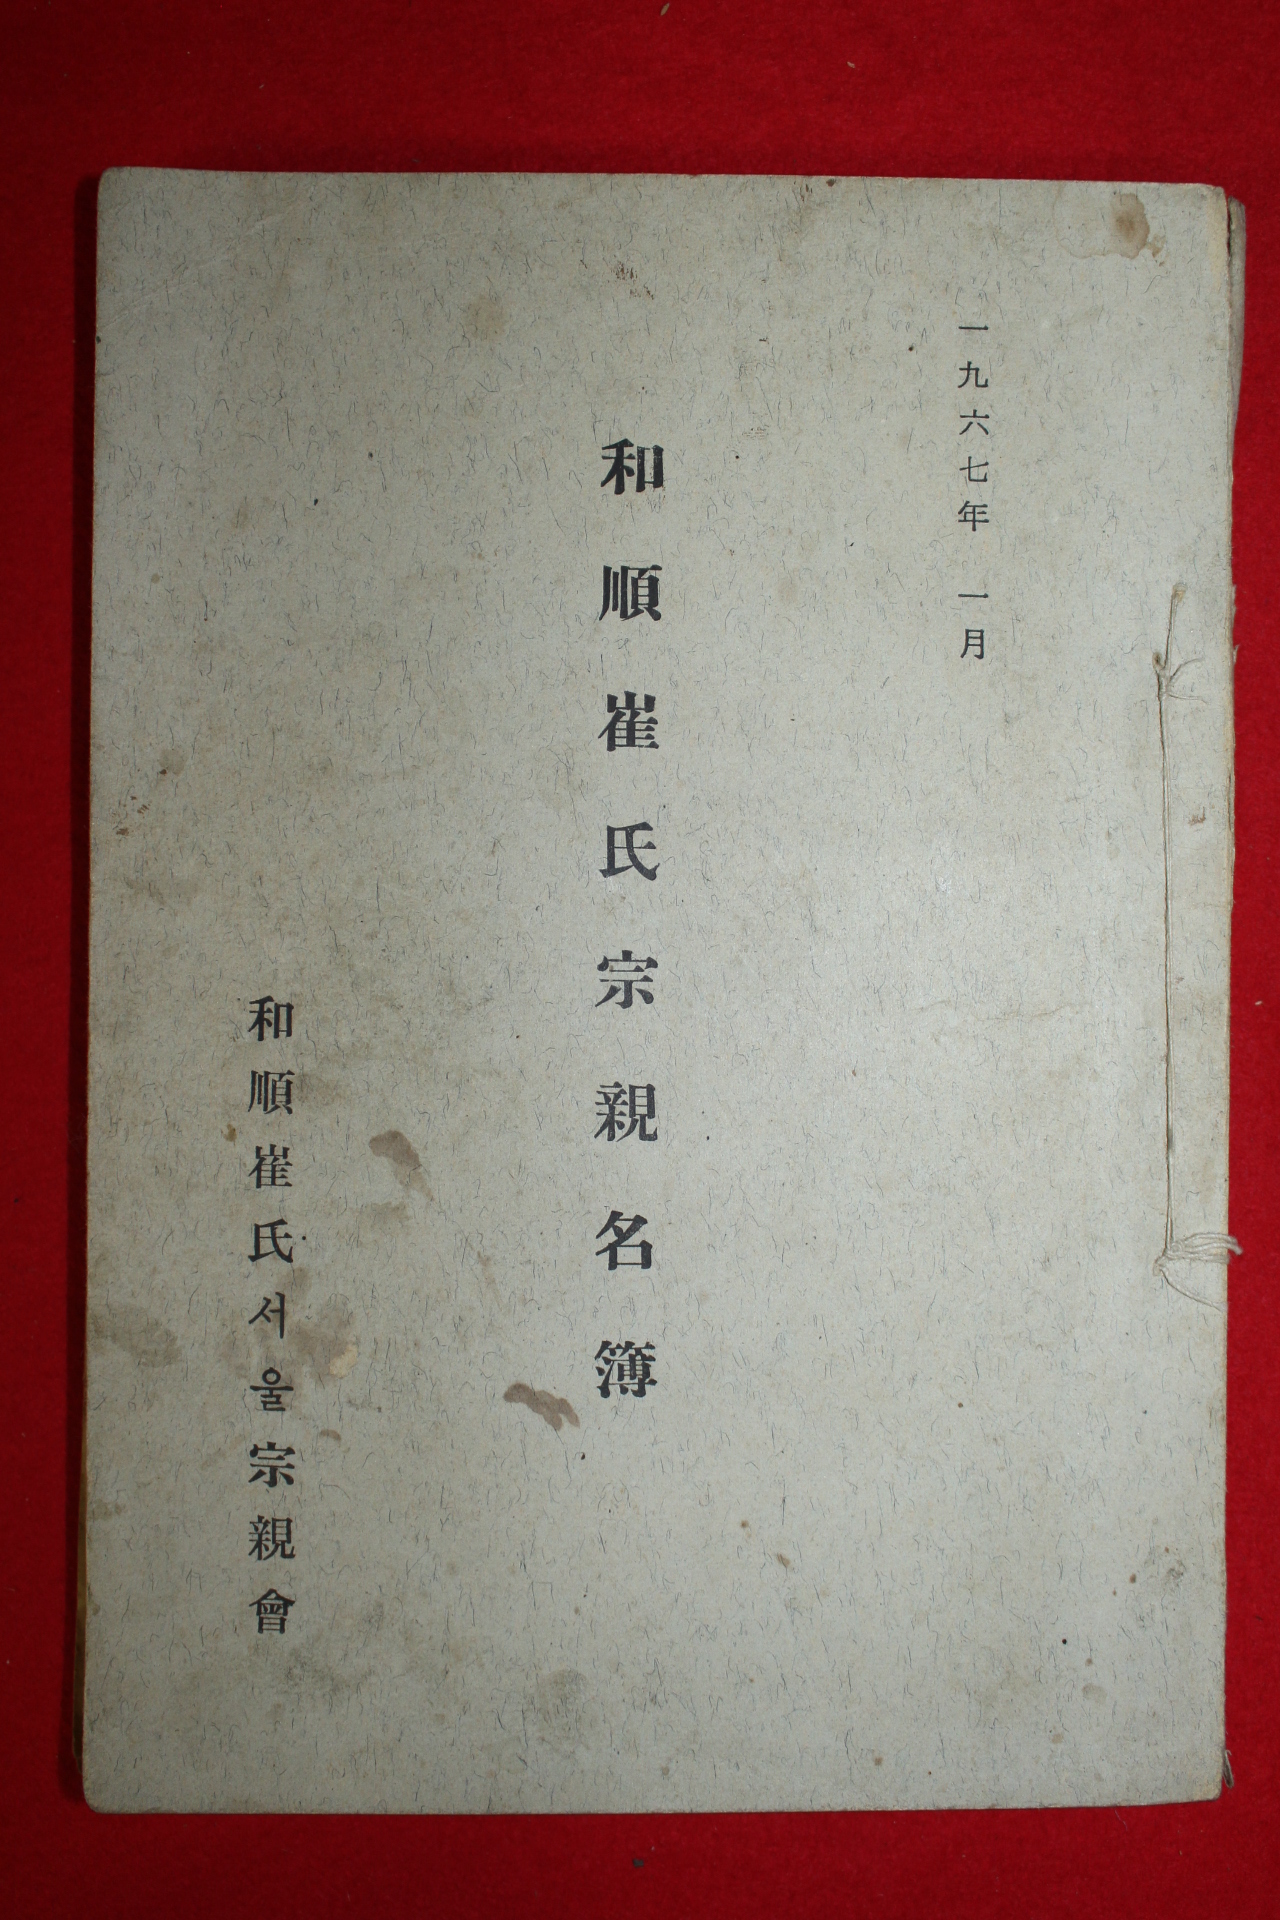 一九六七年 一月
和順崔氏宗親名簿
和順崔氏서울宗親會